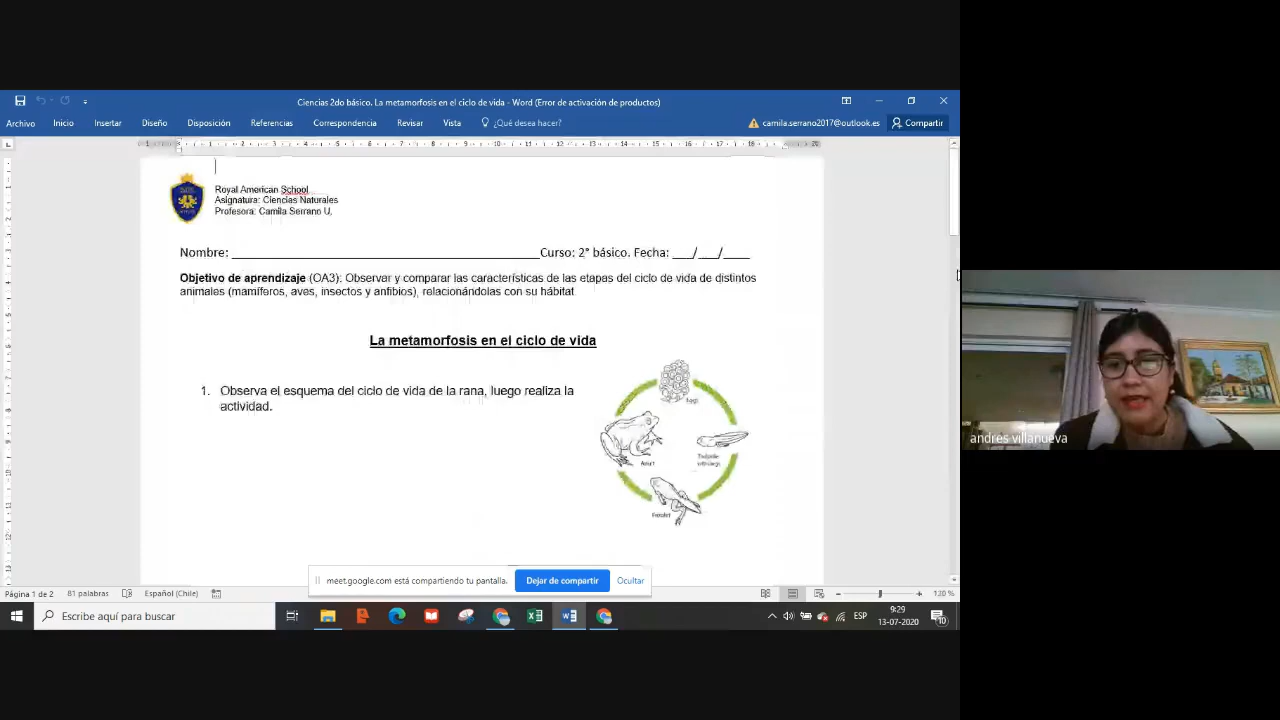 Ciencias 2do básico. La metamorfosis en el ciclo de vida - Word (Error de activación de productos)
Archivo Inicio Insertar Diseño Disposición Referencias Correspondencia Revisar Vista ¿Qué desea hacer? camila.serrano2017@outlook.es Compartir
Royal American School
Asignatura: Ciencias Naturales
Profesora: Camila Serrano U.
Nombre: ______________________________________________Curso: 2° básico. Fecha: ___/___/____
Objetivo de aprendizaje (OA3): Observar y comparar las características de las etapas del ciclo de vida de distintos
animales (mamíferos, aves, insectos y anfibios), relacionándolas con su hábitat
La metamorfosis en el ciclo de vida
1. Observa el esquema del ciclo de vida de la rana, luego realiza la
actividad.
Adult
Froglet
andres villanueva
meet.google.com está compartiendo tu pantalla. Dejar de compartir Ocultar
Página 1 de 2 81 palabras Español (Chile) 120 %
Escribe aquí para buscar ESP 9:29
13-07-2020